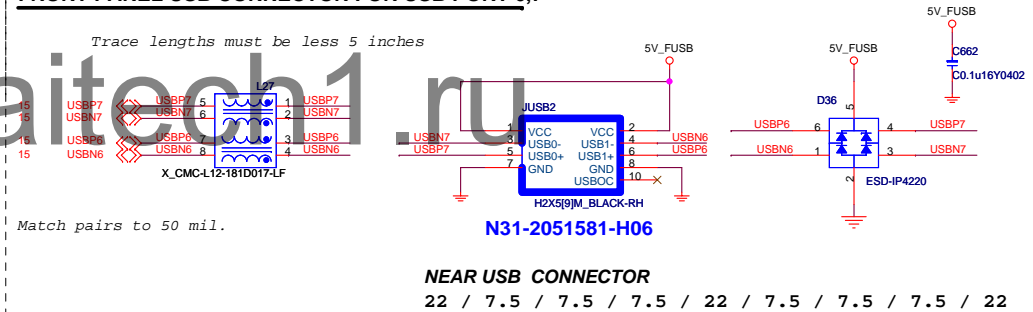 5V_FUSB
Trace lengths must be less 5 inches
5V_FUSB
5V_FUSB
C662
C0.1u16Y0402
aitech1.ru
L27
15 USBP7 USBP7 5 1 USBP7
15 USBN7 USBN7 6 2 USBN7
15 USBP6 USBP6 7 3 USBP6
15 USBN6 USBN6 8 4 USBN6
X_CMC-L12-181D017-LF
JUSB2
1 VCC VCC 2
USBN7 3 USB0- USB1- 4 USBN6
USBP7 5 USB0+ USB1+ 6 USBP6
7 GND GND 8
USBOC 10
H2X5[9]M_BLACK-RH
N31-2051581-H06
D36
5
USBP6 6 4 USBP7
USBN6 1 3 USBN7
2
ESD-IP4220
Match pairs to 50 mil.
NEAR USB CONNECTOR
22 / 7.5 / 7.5 / 7.5 / 22 / 7.5 / 7.5 / 7.5 / 22